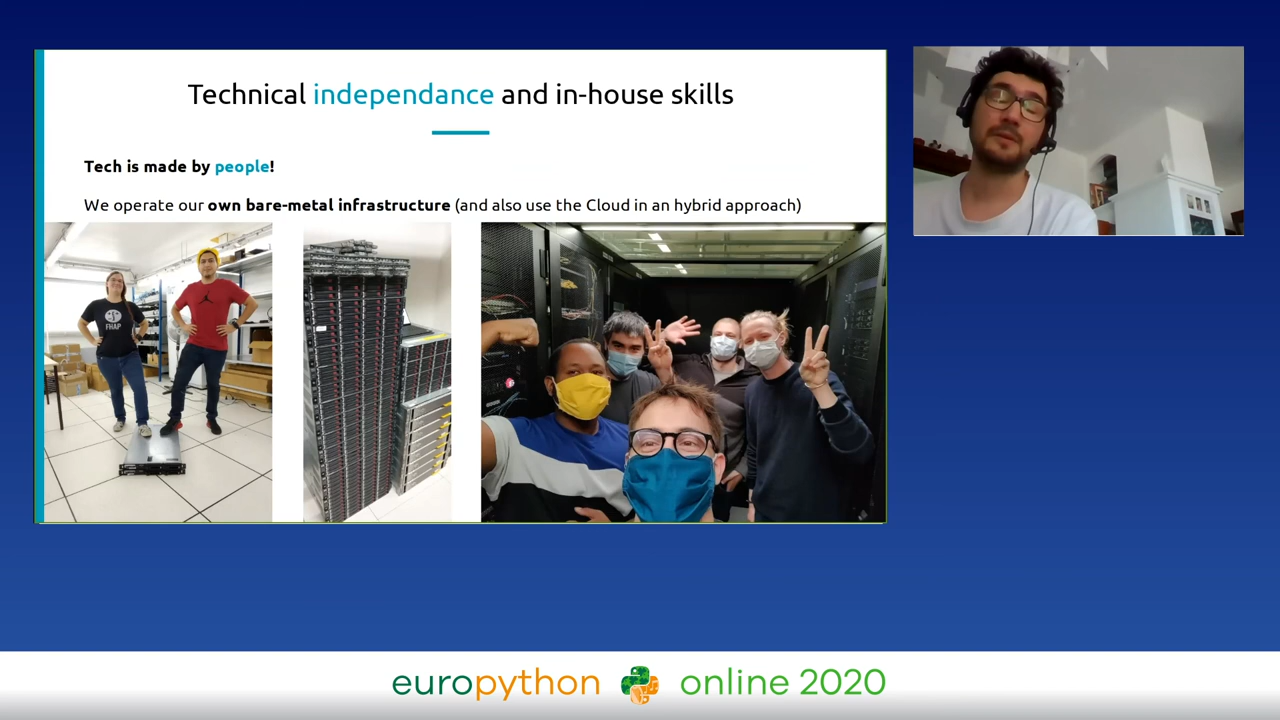 Technical independance and in-house skills
Tech is made by people!
We operate our own bare-metal infrastructure (and also use the Cloud in an hybrid approach)
FHAP
europython online 2020